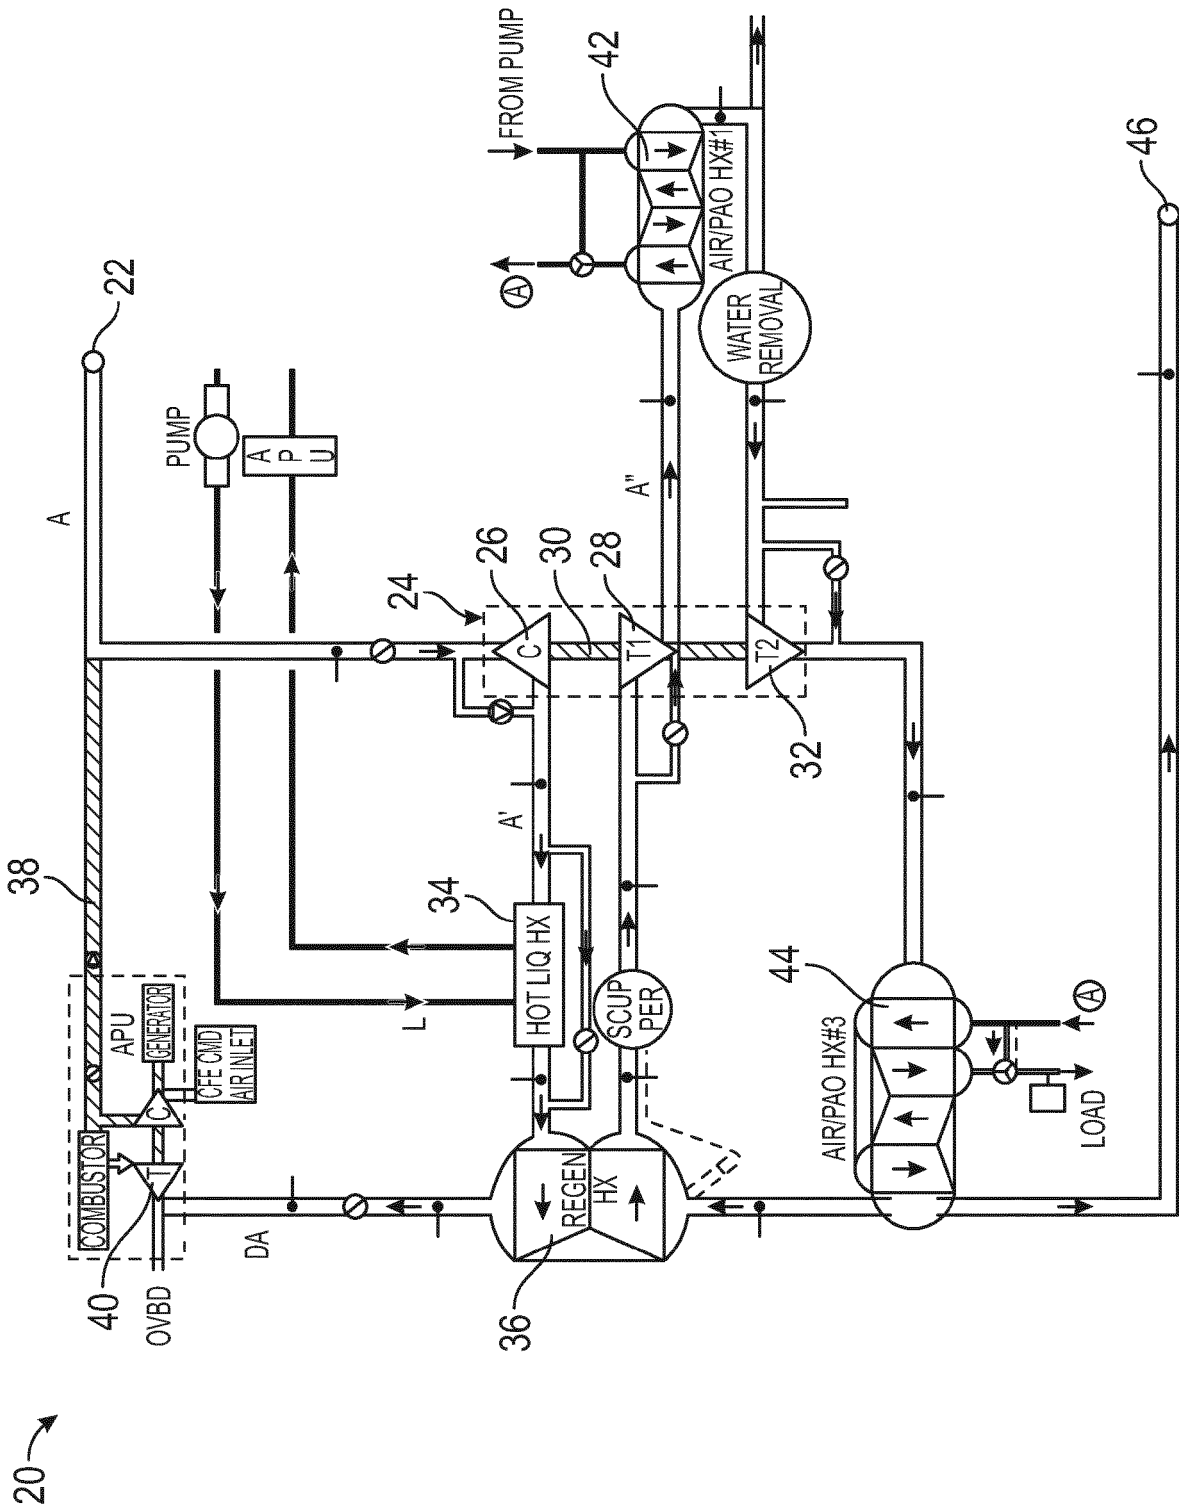 20
COMBUSTOR
T
C
APU
GENERATOR
CFE CMD
AIR INLET
40
OVBD
38
22
A
PUMP
A
P
U
L
DA
24
C
26
30
T1
28
T2
32
A'
A"
34
HOT LIQ HX
SCUP
PER
REGEN
HX
36
FROM PUMP
A
42
AIR/PAO HX#1
WATER
REMOVAL
44
AIR/PAO HX#3
A
LOAD
46